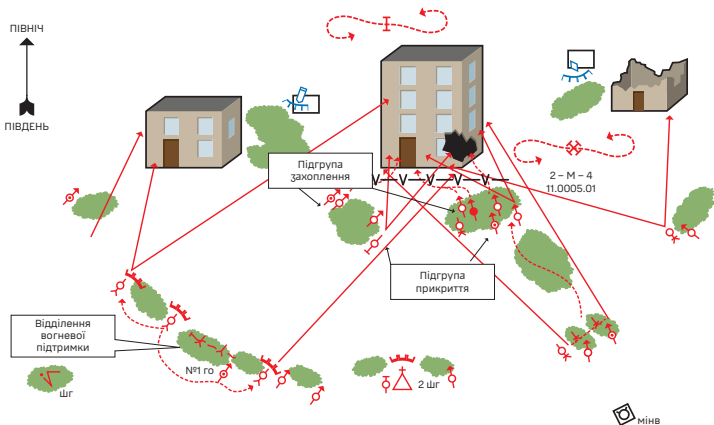 ПІВНІЧ
ПІВДЕНЬ
Підгрупа
захоплення
V V V V V
2 – М – 4
11.0005.01
Підгрупа
прикриття
Відділення
вогневої
підтримки
№1 го
шг
2 шг
мінв